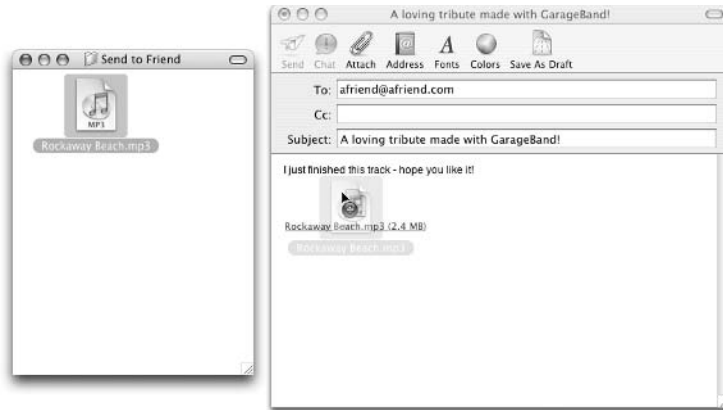 Send to Friend
MP3
Rockaway Beach.mp3
A loving tribute made with GarageBand!
Send Chat Attach Address Fonts Colors Save As Draft
To: afriend@afriend.com
Cc:
Subject: A loving tribute made with GarageBand!
I just finished this track - hope you like it!
Rockaway Beach.mp3 (2.4 MB)
Rockaway Beach.mp3